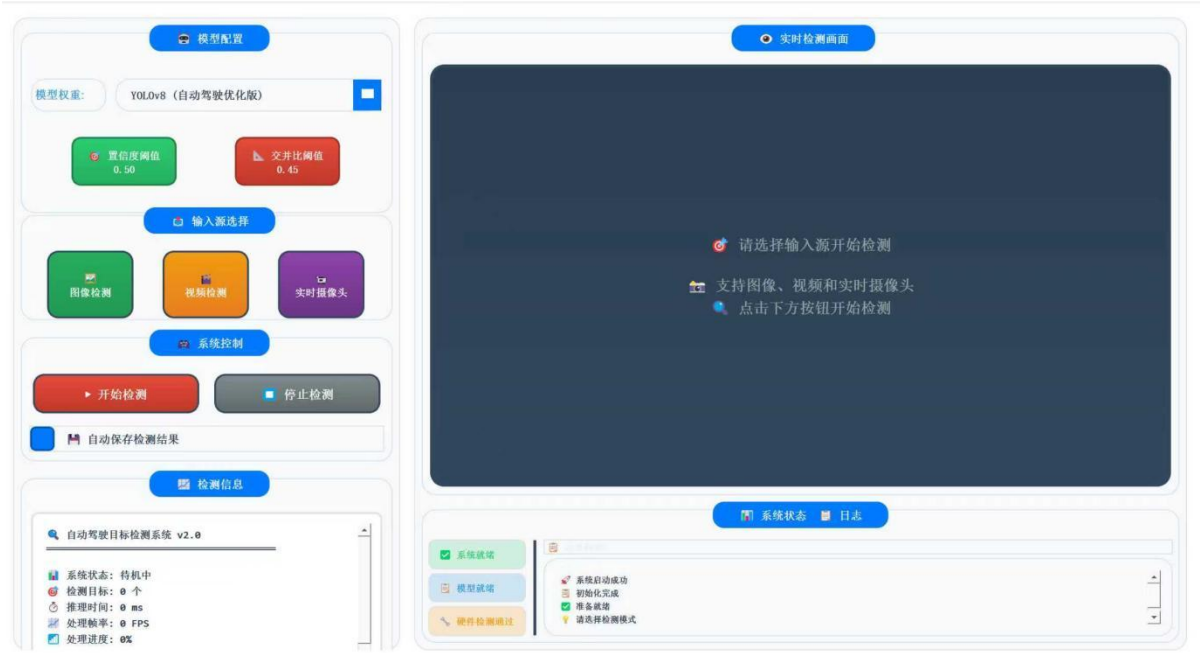 模型配置
模型权重:
YOLOv8 (自动驾驶优化版)
置信度阈值
0.50
交并比阈值
0.45
输入源选择
图像检测
视频检测
实时摄像头
系统控制
开始检测
停止检测
自动保存检测结果
检测信息
自动驾驶目标检测系统 v2.0
系统状态: 待机中
检测目标: 0 个
推理时间: 0 ms
处理帧率: 0 FPS
处理进度: 0%
实时检测画面
请选择输入源开始检测
支持图像、视频和实时摄像头
点击下方按钮开始检测
系统状态 日志
系统就绪
模型就绪
硬件检测通过
系统启动成功
初始化完成
准备就绪
请选择检测模式